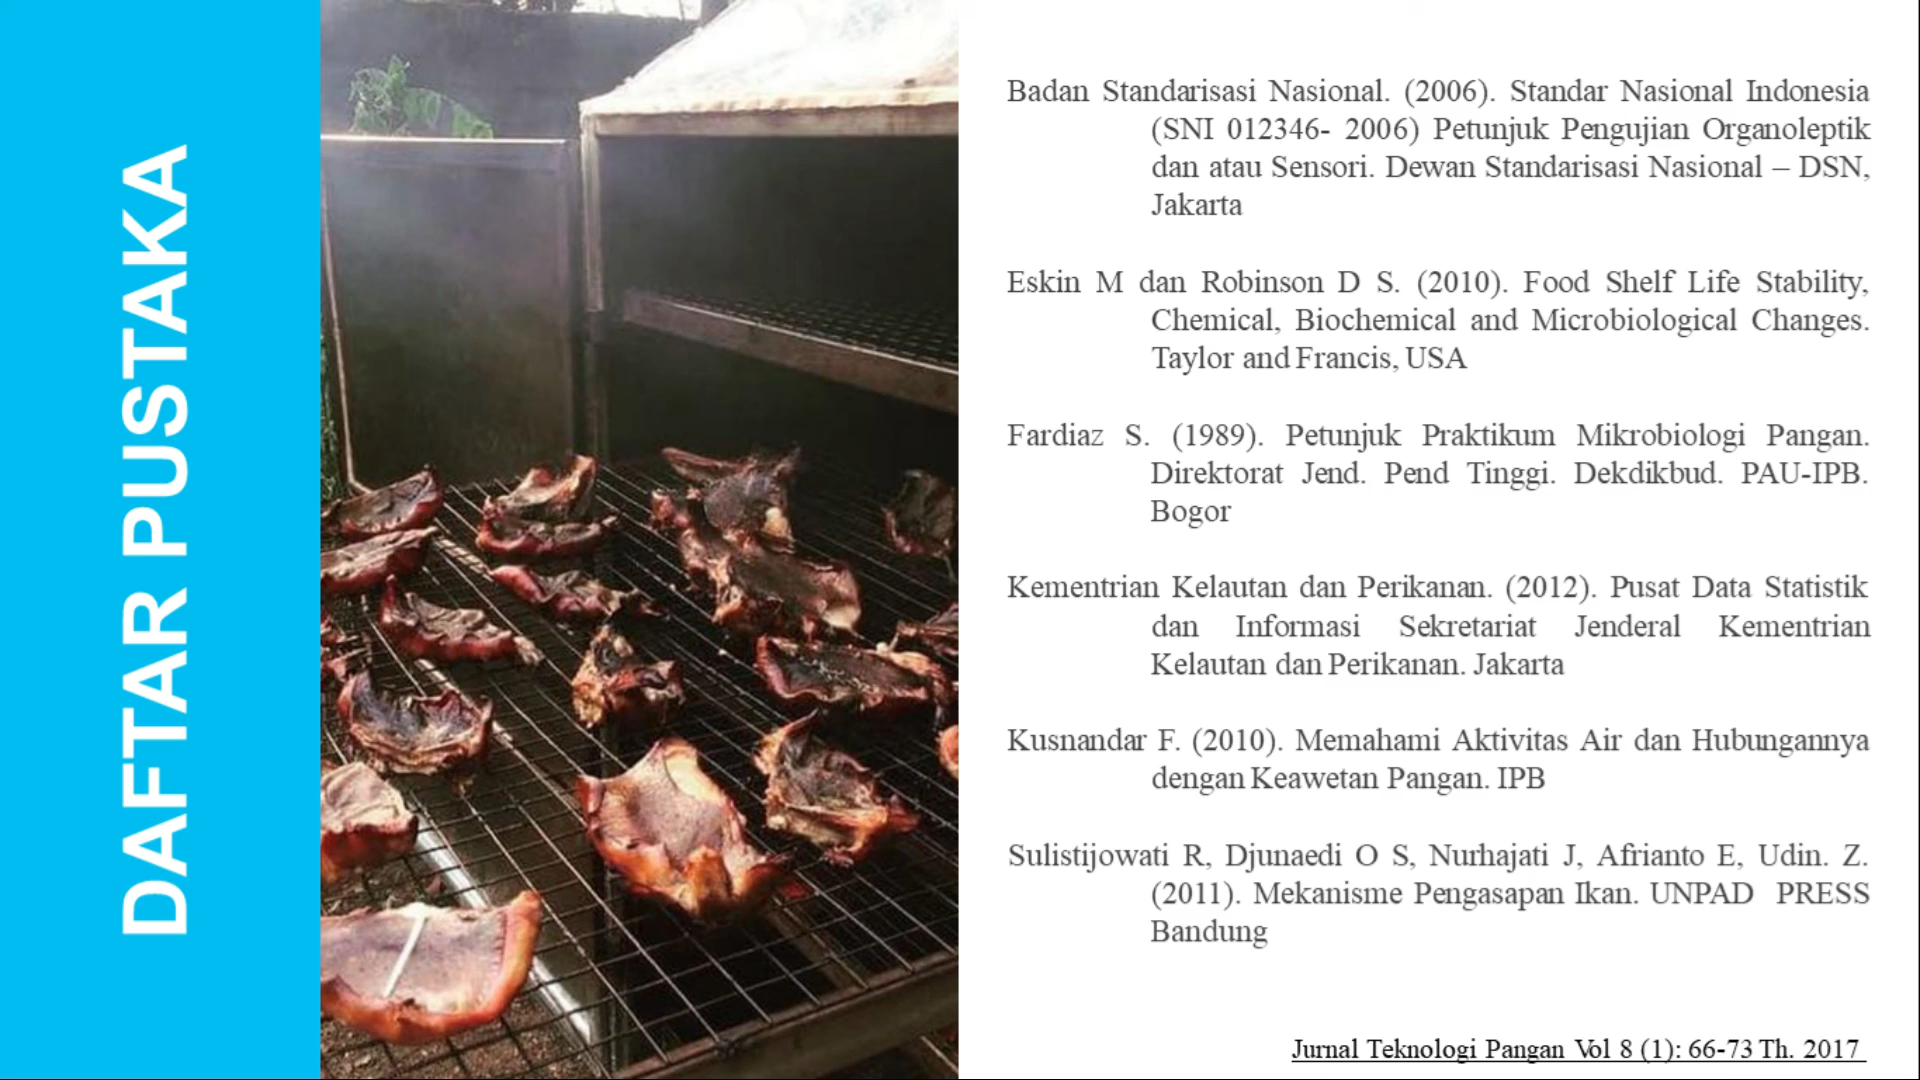 DAFTAR PUSTAKA
Badan Standarisasi Nasional. (2006). Standar Nasional Indonesia
(SNI 012346- 2006) Petunjuk Pengujian Organoleptik
dan atau Sensori. Dewan Standarisasi Nasional – DSN,
Jakarta
Eskin M dan Robinson D S. (2010). Food Shelf Life Stability,
Chemical, Biochemical and Microbiological Changes.
Taylor and Francis, USA
Fardiaz S. (1989). Petunjuk Praktikum Mikrobiologi Pangan.
Direktorat Jend. Pend Tinggi. Dekdikbud. PAU-IPB.
Bogor
Kementrian Kelautan dan Perikanan. (2012). Pusat Data Statistik
dan Informasi Sekretariat Jenderal Kementrian
Kelautan dan Perikanan. Jakarta
Kusnandar F. (2010). Memahami Aktivitas Air dan Hubungannya
dengan Keawetan Pangan. IPB
Sulistijowati R, Djunaedi O S, Nurhajati J, Afrianto E, Udin. Z.
(2011). Mekanisme Pengasapan Ikan. UNPAD PRESS
Bandung
Jurnal Teknologi Pangan Vol 8 (1): 66-73 Th. 2017